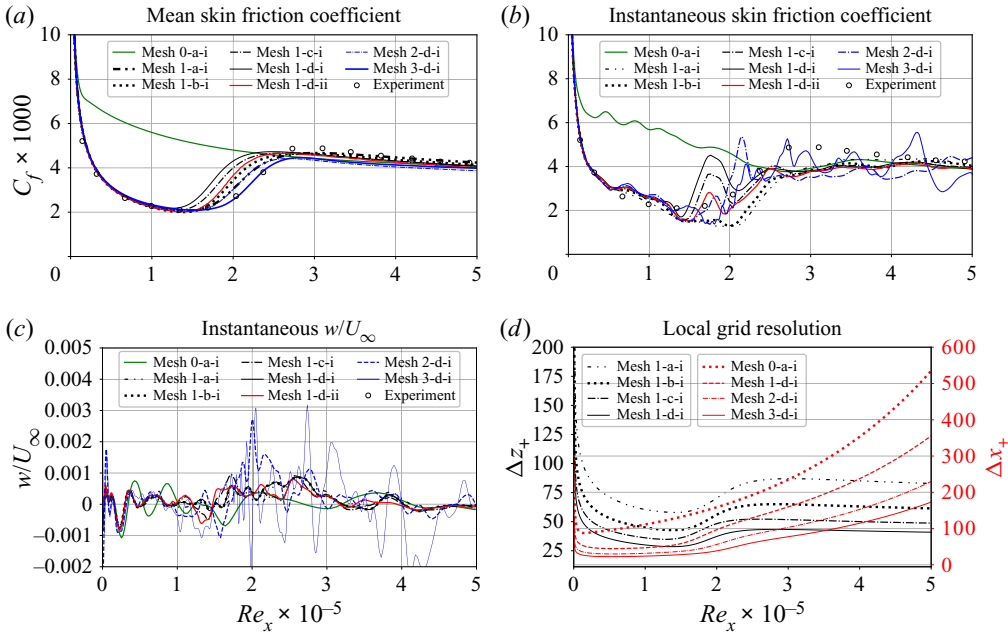 (a) Mean skin friction coefficient
10
8
6
4
2
0
1
2
3
4
5
C_f × 1000
Mesh 0-a-i
Mesh 1-a-i
Mesh 1-b-i
Mesh 1-c-i
Mesh 1-d-i
Mesh 1-d-ii
Mesh 2-d-i
Mesh 3-d-i
Experiment
(b) Instantaneous skin friction coefficient
10
8
6
4
2
0
1
2
3
4
5
Mesh 0-a-i
Mesh 1-a-i
Mesh 1-b-i
Mesh 1-c-i
Mesh 1-d-i
Mesh 1-d-ii
Mesh 2-d-i
Mesh 3-d-i
Experiment
(c) Instantaneous w/U_∞
0.005
0.004
0.003
0.002
0.001
0
–0.001
–0.002
w/U_∞
0
1
2
3
4
5
Re_x × 10^–5
Mesh 0-a-i
Mesh 1-a-i
Mesh 1-b-i
Mesh 1-c-i
Mesh 1-d-i
Mesh 1-d-ii
Mesh 2-d-i
Mesh 3-d-i
Experiment
(d) Local grid resolution
200
175
150
125
100
75
50
25
Δz_+
600
500
400
300
200
100
0
Δx_+
0
1
2
3
4
5
Re_x × 10^–5
Mesh 1-a-i
Mesh 1-b-i
Mesh 1-c-i
Mesh 1-d-i
Mesh 0-a-i
Mesh 1-d-i
Mesh 2-d-i
Mesh 3-d-i